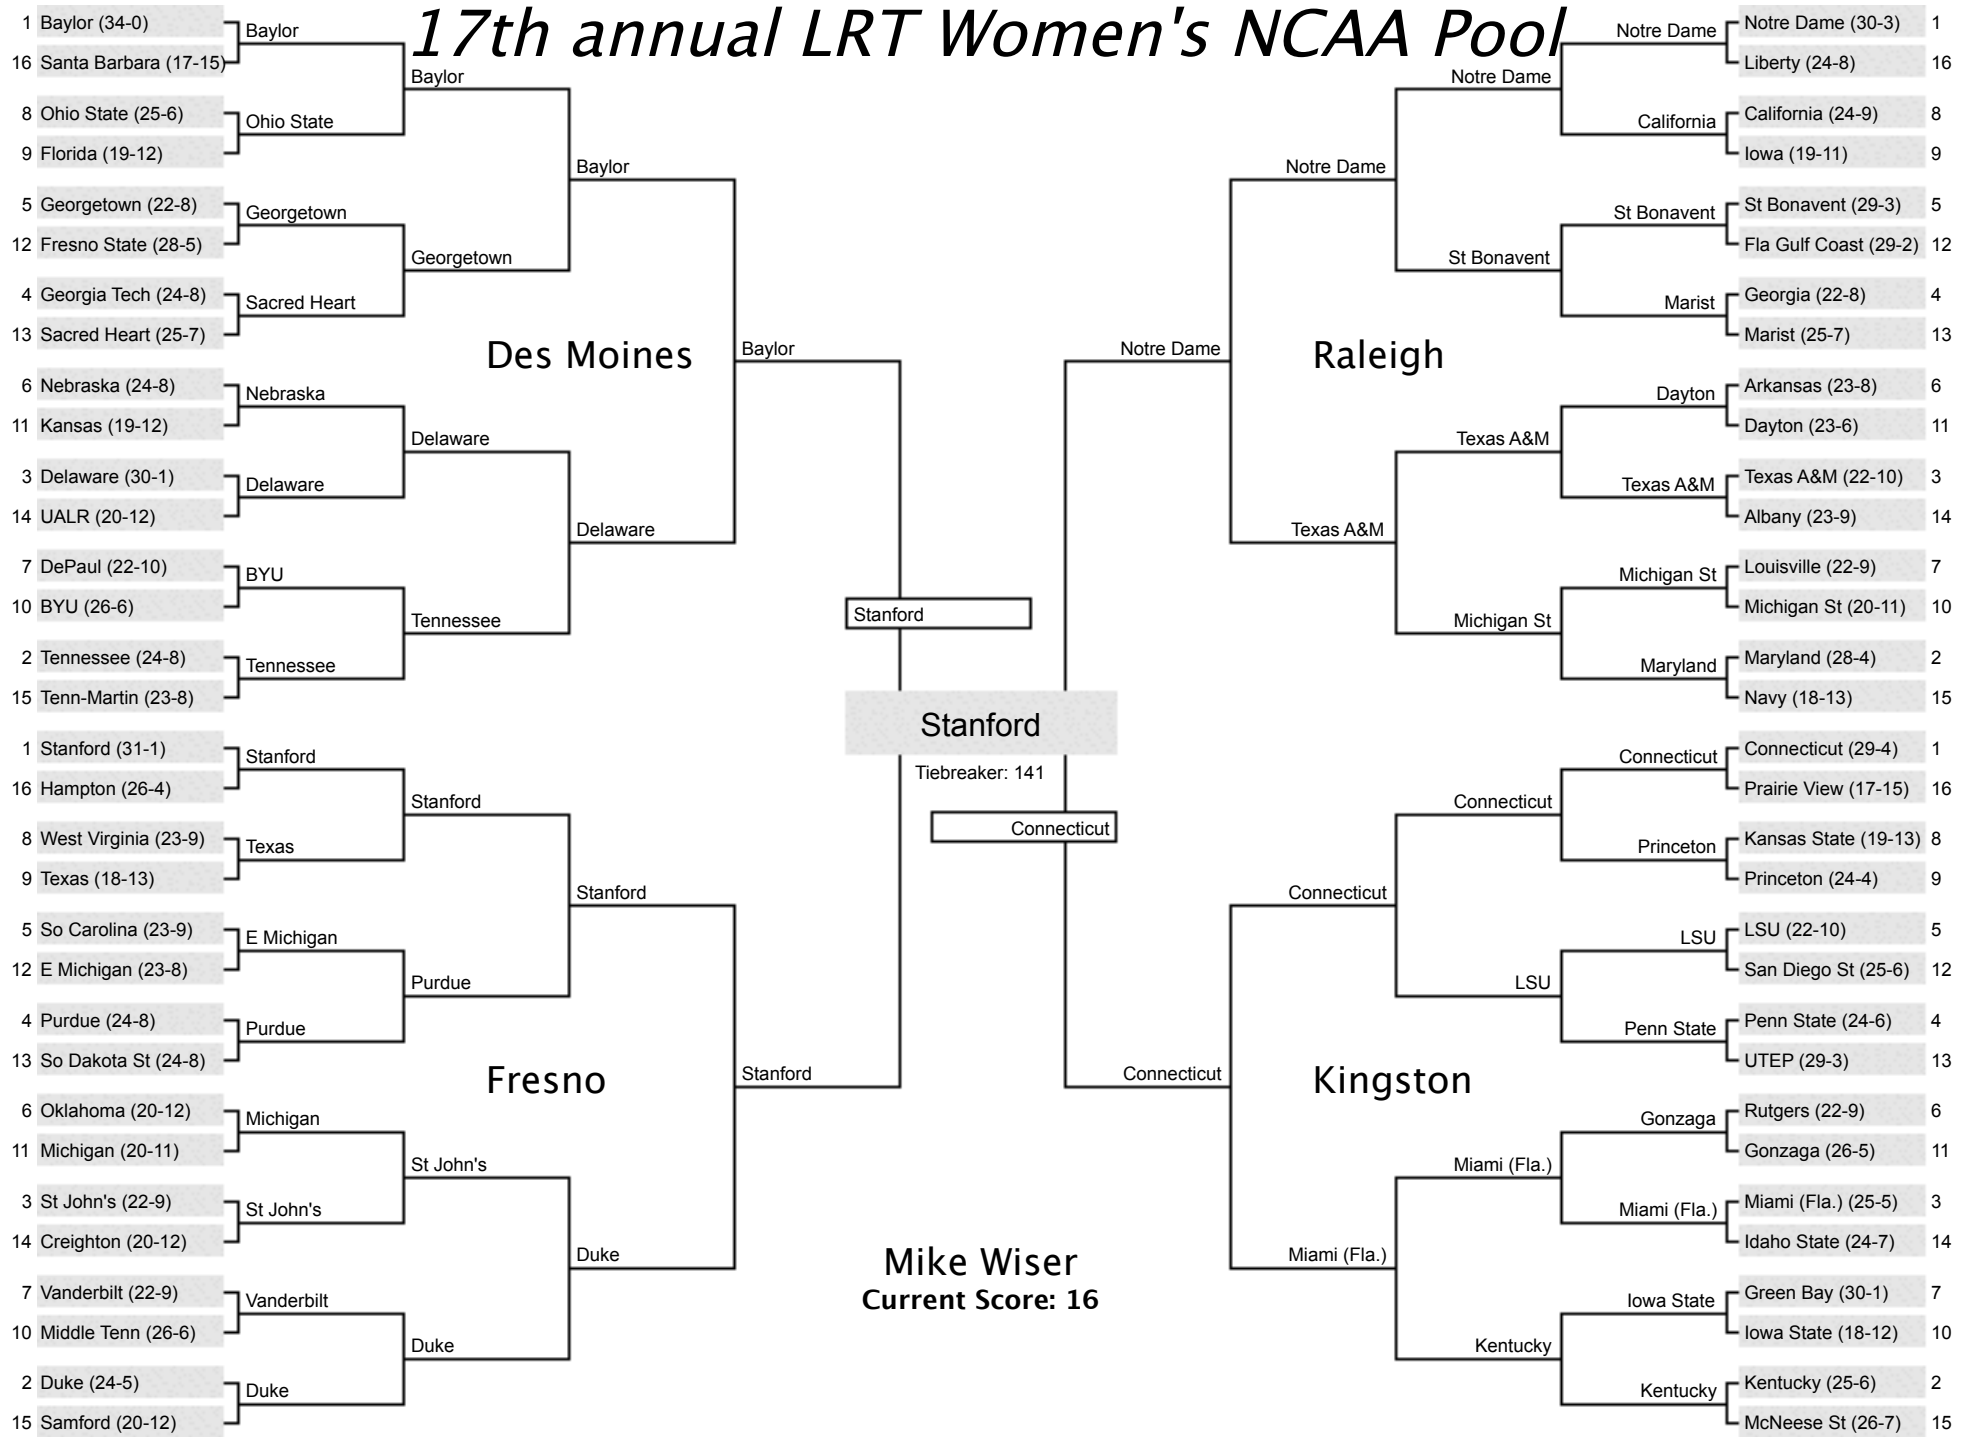 17th annual LRT Women's NCAA Pool
1 Baylor (34-0)
16 Santa Barbara (17-15)
8 Ohio State (25-6)
9 Florida (19-12)
5 Georgetown (22-8)
12 Fresno State (28-5)
4 Georgia Tech (24-8)
13 Sacred Heart (25-7)
6 Nebraska (24-8)
11 Kansas (19-12)
3 Delaware (30-1)
14 UALR (20-12)
7 DePaul (22-10)
10 BYU (26-6)
2 Tennessee (24-8)
15 Tenn-Martin (23-8)
Baylor
Ohio State
Georgetown
Sacred Heart
Nebraska
Delaware
BYU
Tennessee
Baylor
Georgetown
Delaware
Tennessee
Baylor
Delaware
Des Moines
Baylor
1 Stanford (31-1)
16 Hampton (26-4)
8 West Virginia (23-9)
9 Texas (18-13)
5 So Carolina (23-9)
12 E Michigan (23-8)
4 Purdue (24-8)
13 So Dakota St (24-8)
6 Oklahoma (20-12)
11 Michigan (20-11)
3 St John's (22-9)
14 Creighton (20-12)
7 Vanderbilt (22-9)
10 Middle Tenn (26-6)
2 Duke (24-5)
15 Samford (20-12)
Stanford
Texas
E Michigan
Purdue
Michigan
St John's
Vanderbilt
Duke
Stanford
Purdue
St John's
Duke
Stanford
Duke
Fresno
Stanford
Stanford
Stanford
Tiebreaker: 141
Connecticut
Mike Wiser
Current Score: 16
Notre Dame (30-3) 1
Liberty (24-8) 16
California (24-9) 8
Iowa (19-11) 9
St Bonavent (29-3) 5
Fla Gulf Coast (29-2) 12
Georgia (22-8) 4
Marist (25-7) 13
Arkansas (23-8) 6
Dayton (23-6) 11
Texas A&M (22-10) 3
Albany (23-9) 14
Louisville (22-9) 7
Michigan St (20-11) 10
Maryland (28-4) 2
Navy (18-13) 15
Notre Dame
California
St Bonavent
Marist
Dayton
Texas A&M
Michigan St
Maryland
Notre Dame
St Bonavent
Texas A&M
Michigan St
Notre Dame
Texas A&M
Raleigh
Notre Dame
Connecticut (29-4) 1
Prairie View (17-15) 16
Kansas State (19-13) 8
Princeton (24-4) 9
LSU (22-10) 5
San Diego St (25-6) 12
Penn State (24-6) 4
UTEP (29-3) 13
Rutgers (22-9) 6
Gonzaga (26-5) 11
Miami (Fla.) (25-5) 3
Idaho State (24-7) 14
Green Bay (30-1) 7
Iowa State (18-12) 10
Kentucky (25-6) 2
McNeese St (26-7) 15
Connecticut
Princeton
LSU
Penn State
Gonzaga
Miami (Fla.)
Iowa State
Kentucky
Connecticut
LSU
Miami (Fla.)
Kentucky
Connecticut
Miami (Fla.)
Kingston
Connecticut